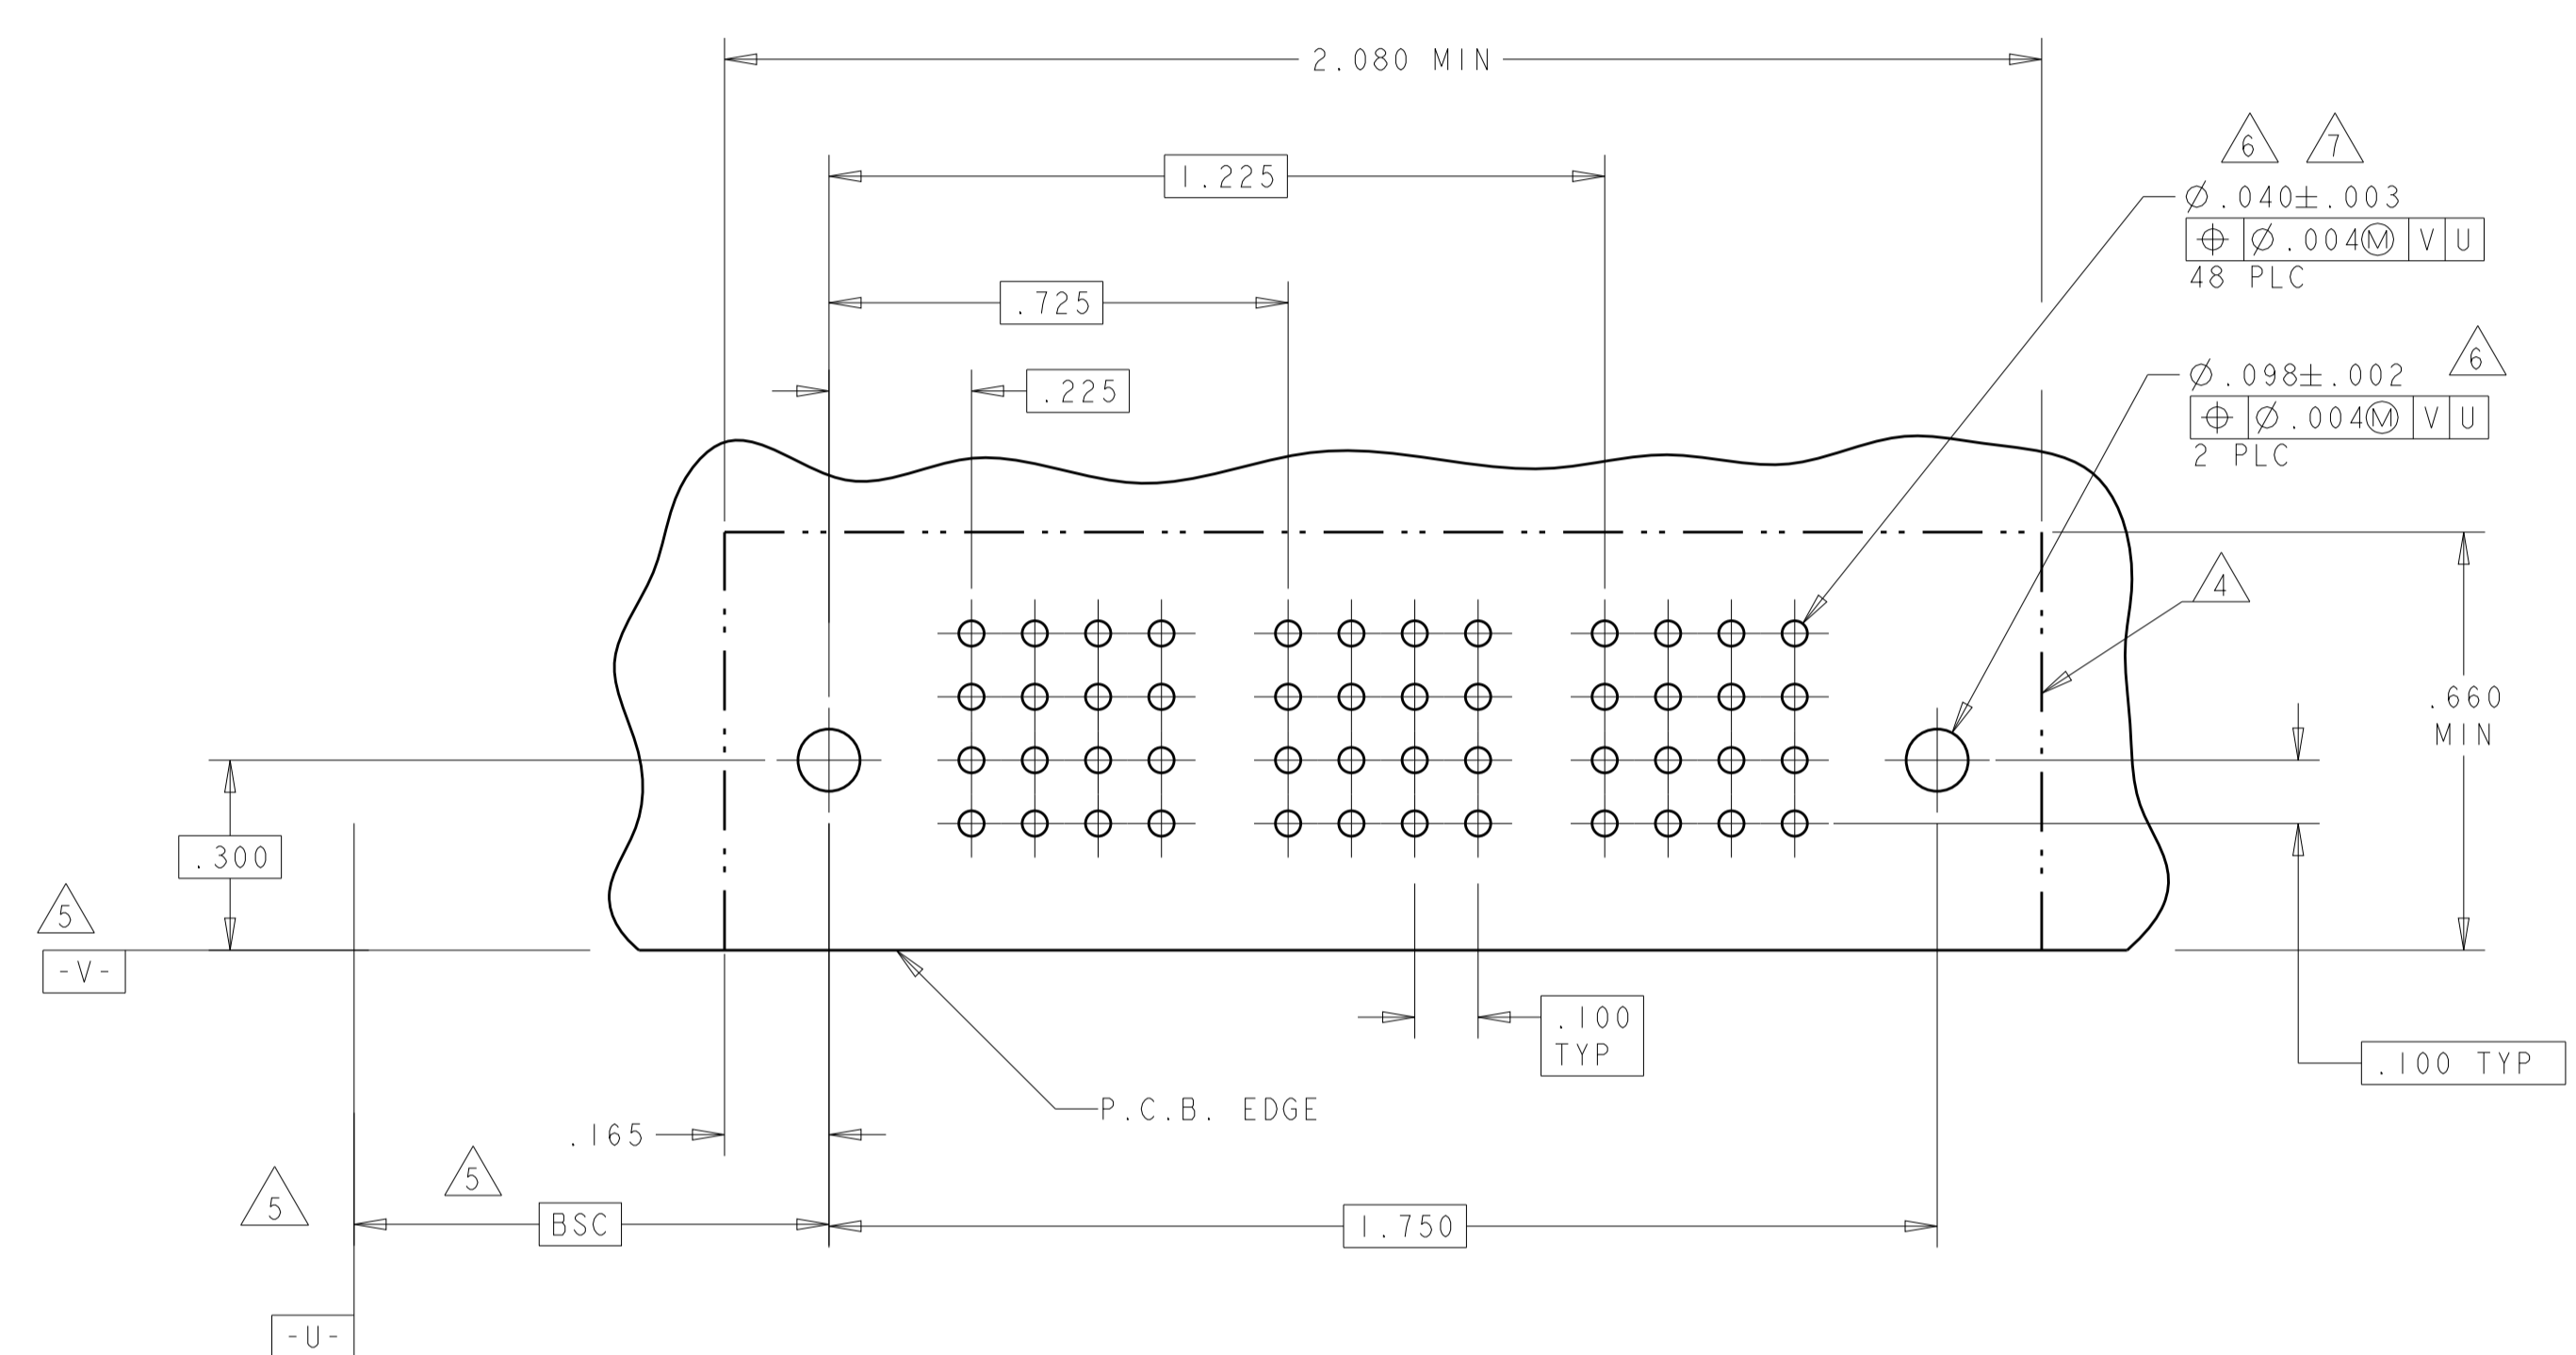 2.080 MIN
6 7
1.225
Ø.040±.003
⌖ Ø.004Ⓜ V U
48 PLC
.725
6
.225
Ø.098±.002
⌖ Ø.004Ⓜ V U
2 PLC
4
.660
MIN
.300
5
-V-
.100
TYP
.100 TYP
P.C.B. EDGE
.165
5
5
BSC
1.750
-U-